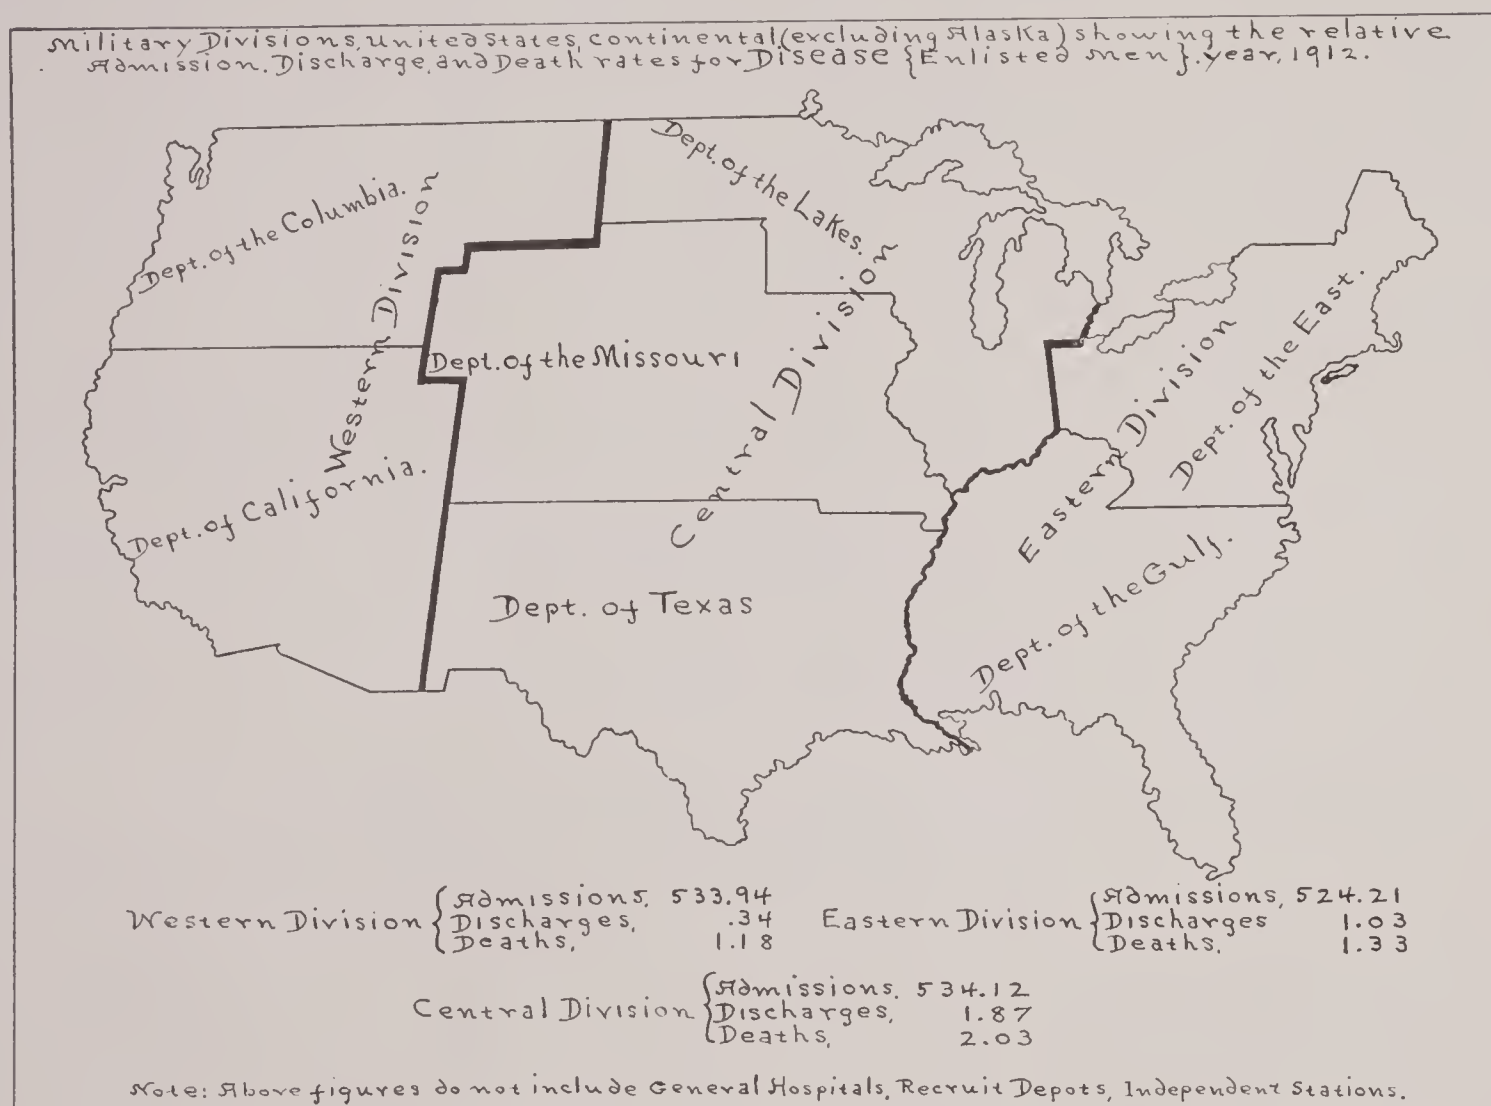 Military Divisions, United States, continental (excluding Alaska) showing the relative
Admission, Discharge, and Death rates for Disease {Enlisted men}. year, 1912.
Dept. of the Columbia.
Western Division
Dept. of California.
Dept. of the Lakes.
Dept. of the Missouri
Central Division
Dept. of Texas
Eastern Division
Dept. of the East.
Dept. of the Gulf.
Western Division { Admissions, 533.94
Discharges, .34
Deaths, 1.18
Eastern Division { Admissions, 524.21
Discharges 1.03
Deaths, 1.33
Central Division { Admissions, 534.12
Discharges, 1.87
Deaths, 2.03
Note: Above figures do not include General Hospitals, Recruit Depots, Independent Stations.